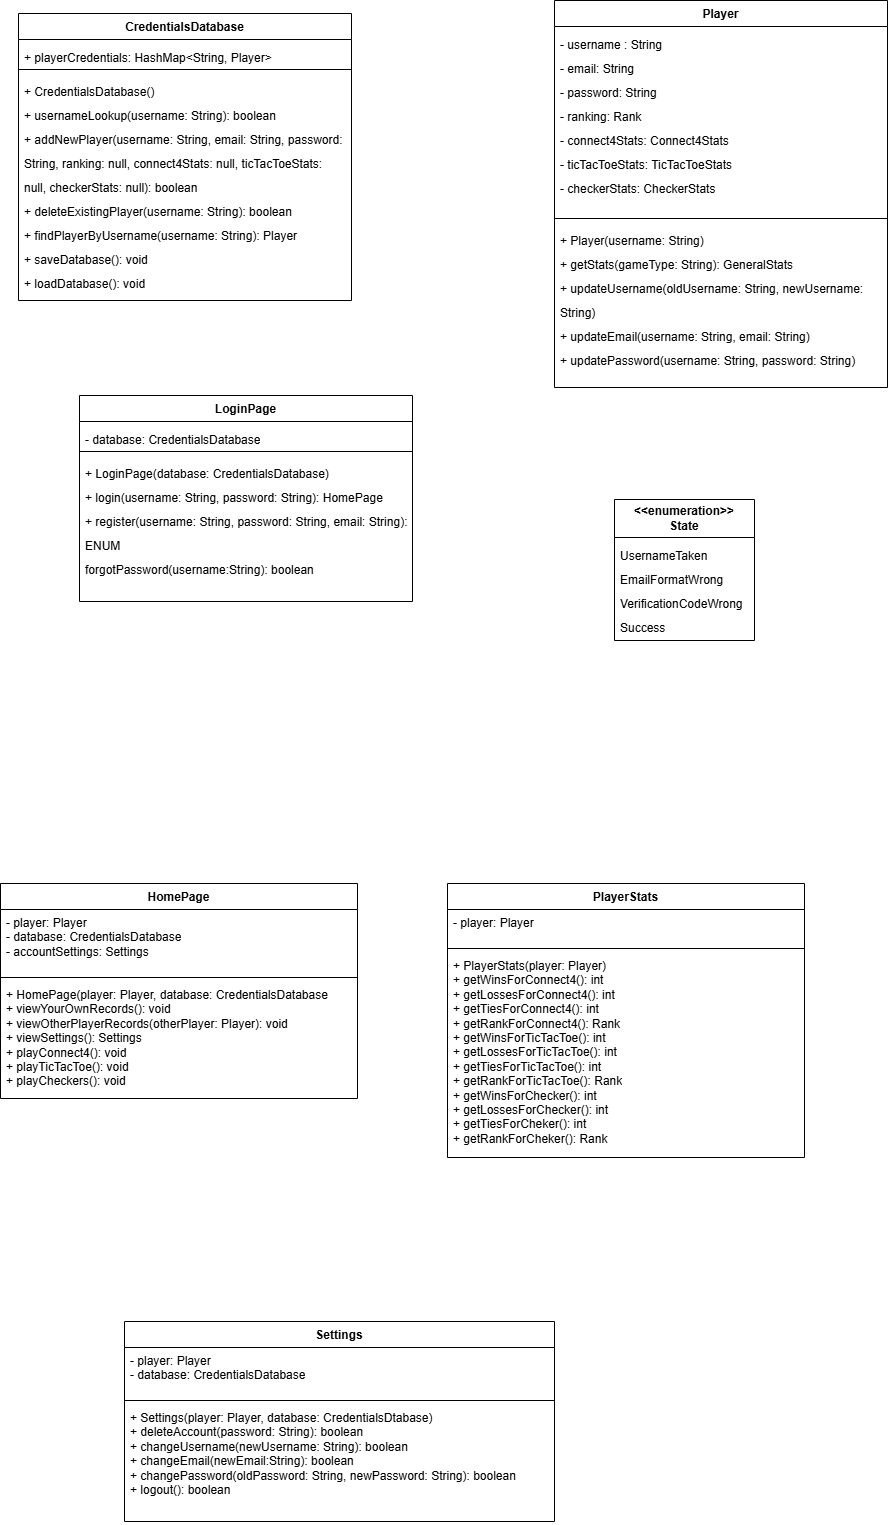 CredentialsDatabase
+ playerCredentials: HashMap<String, Player>
+ CredentialsDatabase()
+ usernameLookup(username: String): boolean
+ addNewPlayer(username: String, email: String, password:
String, ranking: null, connect4Stats: null, ticTacToeStats:
null, checkerStats: null): boolean
+ deleteExistingPlayer(username: String): boolean
+ findPlayerByUsername(username: String): Player
+ saveDatabase(): void
+ loadDatabase(): void
Player
- username : String
- email: String
- password: String
- ranking: Rank
- connect4Stats: Connect4Stats
- ticTacToeStats: TicTacToeStats
- checkerStats: CheckerStats
+ Player(username: String)
+ getStats(gameType: String): GeneralStats
+ updateUsername(oldUsername: String, newUsername:
String)
+ updateEmail(username: String, email: String)
+ updatePassword(username: String, password: String)
LoginPage
- database: CredentialsDatabase
+ LoginPage(database: CredentialsDatabase)
+ login(username: String, password: String): HomePage
+ register(username: String, password: String, email: String):
ENUM
forgotPassword(username:String): boolean
<<enumeration>>
State
UsernameTaken
EmailFormatWrong
VerificationCodeWrong
Success
HomePage
- player: Player
- database: CredentialsDatabase
- accountSettings: Settings
+ HomePage(player: Player, database: CredentialsDatabase
+ viewYourOwnRecords(): void
+ viewOtherPlayerRecords(otherPlayer: Player): void
+ viewSettings(): Settings
+ playConnect4(): void
+ playTicTacToe(): void
+ playCheckers(): void
PlayerStats
- player: Player
+ PlayerStats(player: Player)
+ getWinsForConnect4(): int
+ getLossesForConnect4(): int
+ getTiesForConnect4(): int
+ getRankForConnect4(): Rank
+ getWinsForTicTacToe(): int
+ getLossesForTicTacToe(): int
+ getTiesForTicTacToe(): int
+ getRankForTicTacToe(): Rank
+ getWinsForChecker(): int
+ getLossesForChecker(): int
+ getTiesForCheker(): int
+ getRankForCheker(): Rank
Settings
- player: Player
- database: CredentialsDatabase
+ Settings(player: Player, database: CredentialsDtabase)
+ deleteAccount(password: String): boolean
+ changeUsername(newUsername: String): boolean
+ changeEmail(newEmail:String): boolean
+ changePassword(oldPassword: String, newPassword: String): boolean
+ logout(): boolean